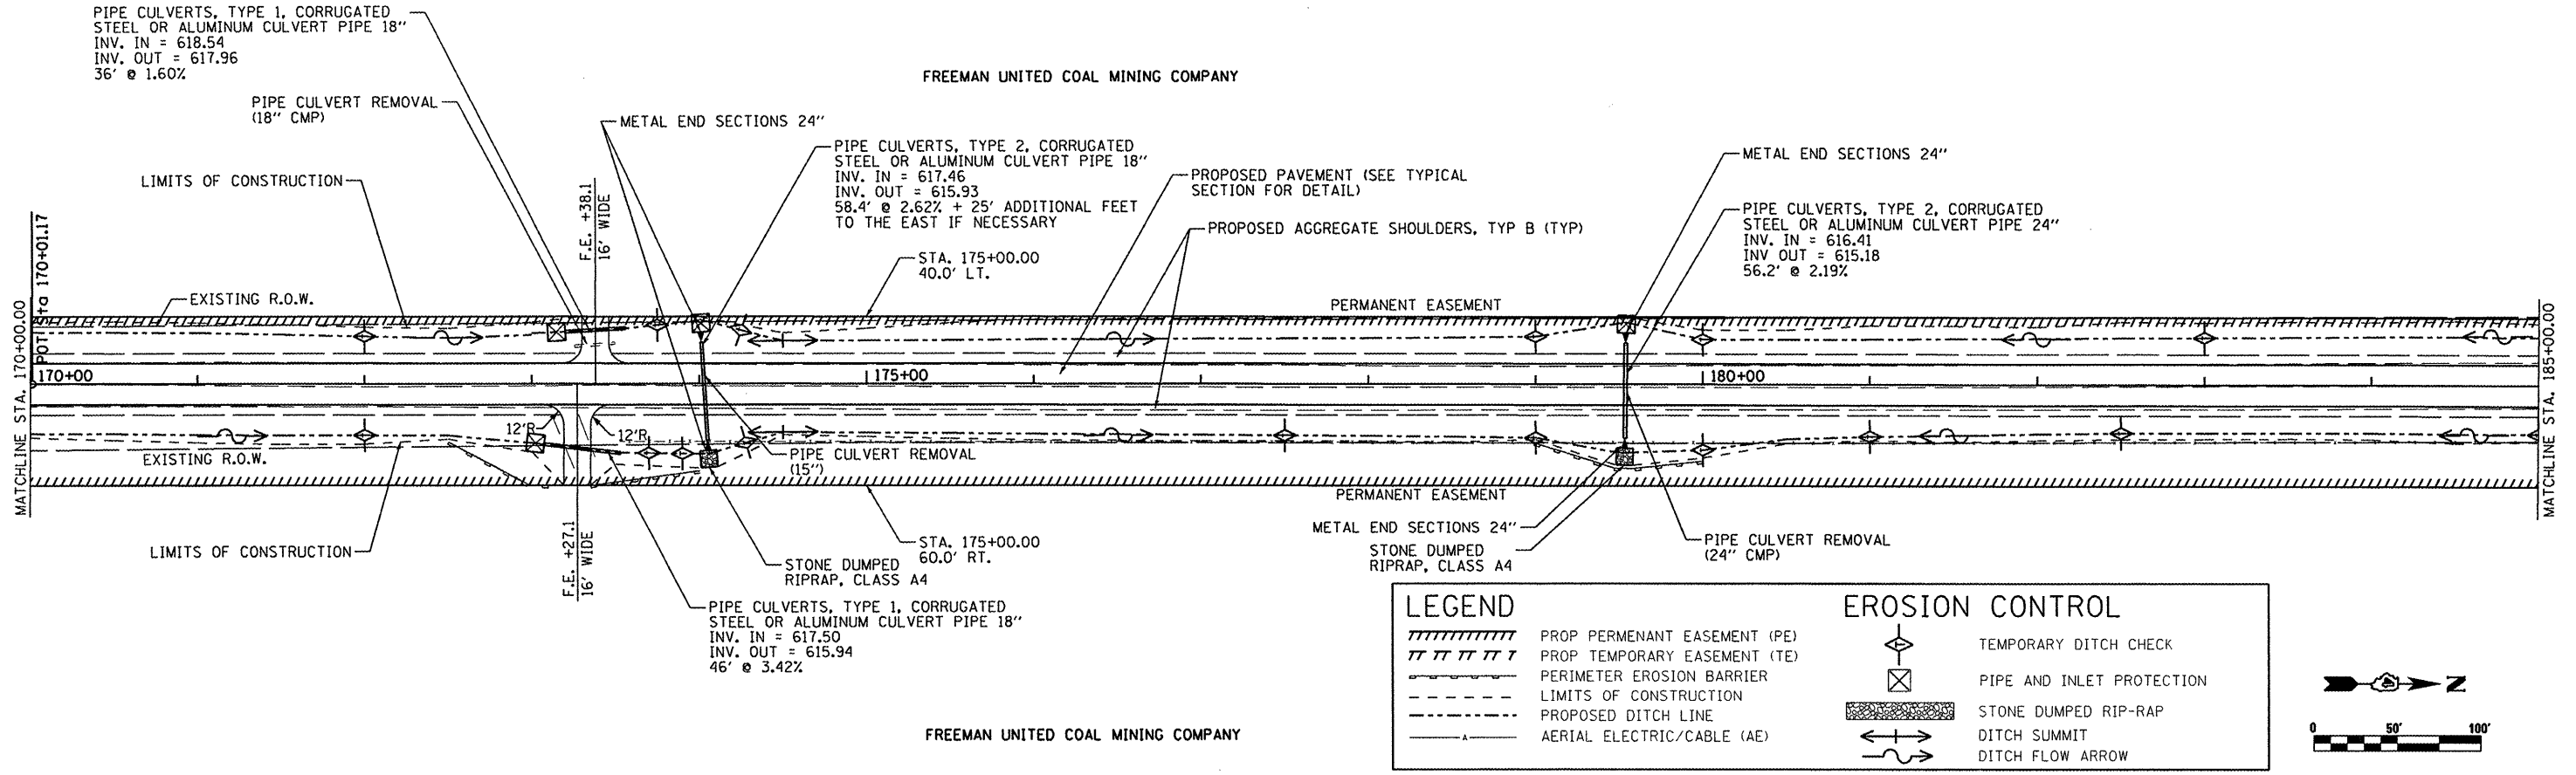 PIPE CULVERTS, TYPE 1, CORRUGATED
STEEL OR ALUMINUM CULVERT PIPE 18"
INV. IN = 618.54
INV. OUT = 617.96
36' @ 1.60%
PIPE CULVERT REMOVAL
(18" CMP)
LIMITS OF CONSTRUCTION
EXISTING R.O.W.
FREEMAN UNITED COAL MINING COMPANY
METAL END SECTIONS 24"
PIPE CULVERTS, TYPE 2, CORRUGATED
STEEL OR ALUMINUM CULVERT PIPE 18"
INV. IN = 617.46
INV. OUT = 615.93
58.4' @ 2.62% + 25' ADDITIONAL FEET
TO THE EAST IF NECESSARY
F.E. +38.1
16' WIDE
STA. 175+00.00
40.0' LT.
PROPOSED PAVEMENT (SEE TYPICAL
SECTION FOR DETAIL)
PROPOSED AGGREGATE SHOULDERS, TYP B (TYP)
METAL END SECTIONS 24"
PIPE CULVERTS, TYPE 2, CORRUGATED
STEEL OR ALUMINUM CULVERT PIPE 24"
INV. IN = 616.41
INV OUT = 615.18
56.2' @ 2.19%
PERMANENT EASEMENT
MATCHLINE STA. 170+00.00
POT Sta 170+01.17
170+00
175+00
180+00
MATCHLINE STA. 185+00.00
12'R
12'R
EXISTING R.O.W.
PIPE CULVERT REMOVAL
(15")
PERMANENT EASEMENT
LIMITS OF CONSTRUCTION
F.E. +27.1
16' WIDE
STA. 175+00.00
60.0' RT.
STONE DUMPED
RIPRAP, CLASS A4
PIPE CULVERTS, TYPE 1, CORRUGATED
STEEL OR ALUMINUM CULVERT PIPE 18"
INV. IN = 617.50
INV. OUT = 615.94
46' @ 3.42%
METAL END SECTIONS 24"
STONE DUMPED
RIPRAP, CLASS A4
PIPE CULVERT REMOVAL
(24" CMP)
FREEMAN UNITED COAL MINING COMPANY
LEGEND
PROP PERMENANT EASEMENT (PE)
PROP TEMPORARY EASEMENT (TE)
PERIMETER EROSION BARRIER
LIMITS OF CONSTRUCTION
PROPOSED DITCH LINE
A
AERIAL ELECTRIC/CABLE (AE)
EROSION CONTROL
TEMPORARY DITCH CHECK
PIPE AND INLET PROTECTION
STONE DUMPED RIP-RAP
DITCH SUMMIT
DITCH FLOW ARROW
N
0 50' 100'